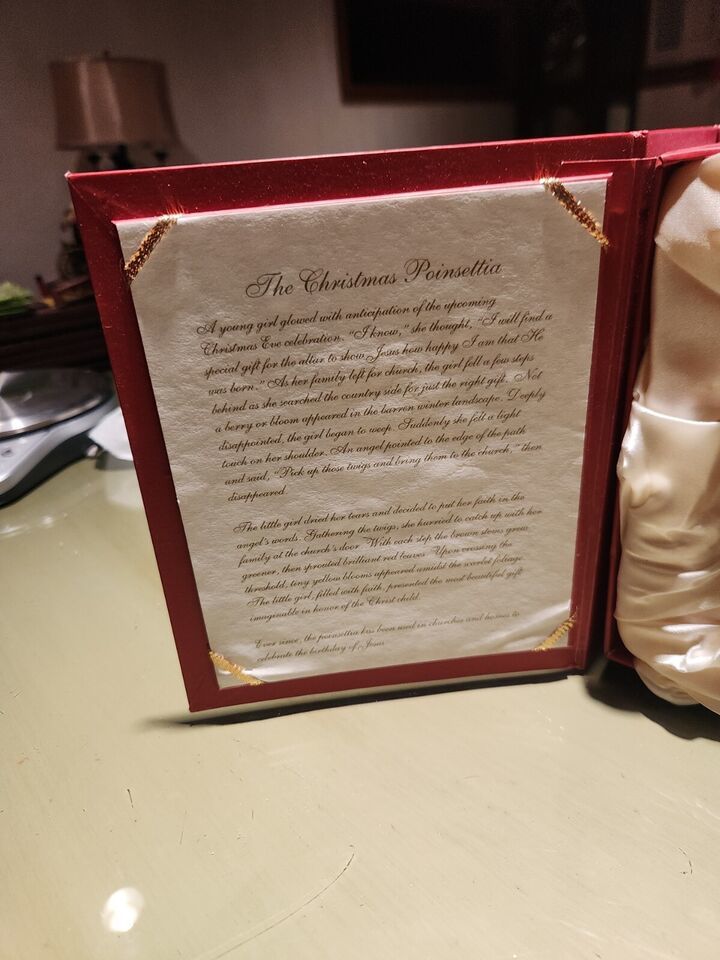 The Christmas Poinsettia
A young girl glowed with anticipation of the upcoming
Christmas Eve celebration. "I know," she thought, "I will find a
special gift for the altar to show Jesus how happy I am that He
was born." As her family left for church, the girl fell a few steps
behind as she searched the country side for just the right gift. Not
a berry or bloom appeared in the barren winter landscape. Deeply
disappointed, the girl began to weep. Suddenly she felt a light
touch on her shoulder. An angel pointed to the edge of the path
and said, "Pick up those twigs and bring them to the church," then
disappeared.
The little girl dried her tears and decided to put her faith in the
angel's words. Gathering the twigs, she hurried to catch up with her
family at the church's door. With each step the brown stems grew
greener, then sprouted brilliant red leaves. Upon crossing the
threshold, tiny yellow blooms appeared amidst the scarlet foliage.
The little girl, filled with faith, presented the most beautiful gift
imaginable in honor of the Christ child.
Ever since, the poinsettia has been used in churches and homes to
celebrate the birthday of Jesus.